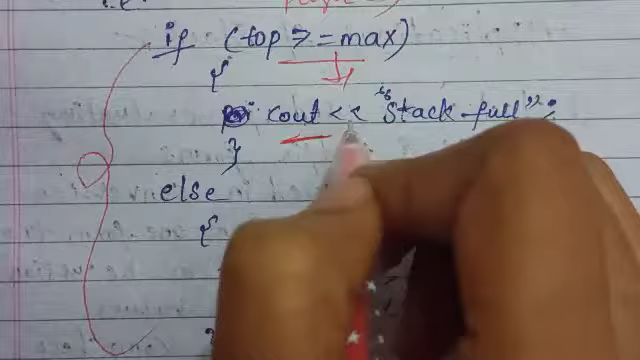 if (top >= max)
{
cout << "Stack full";
}
else
{